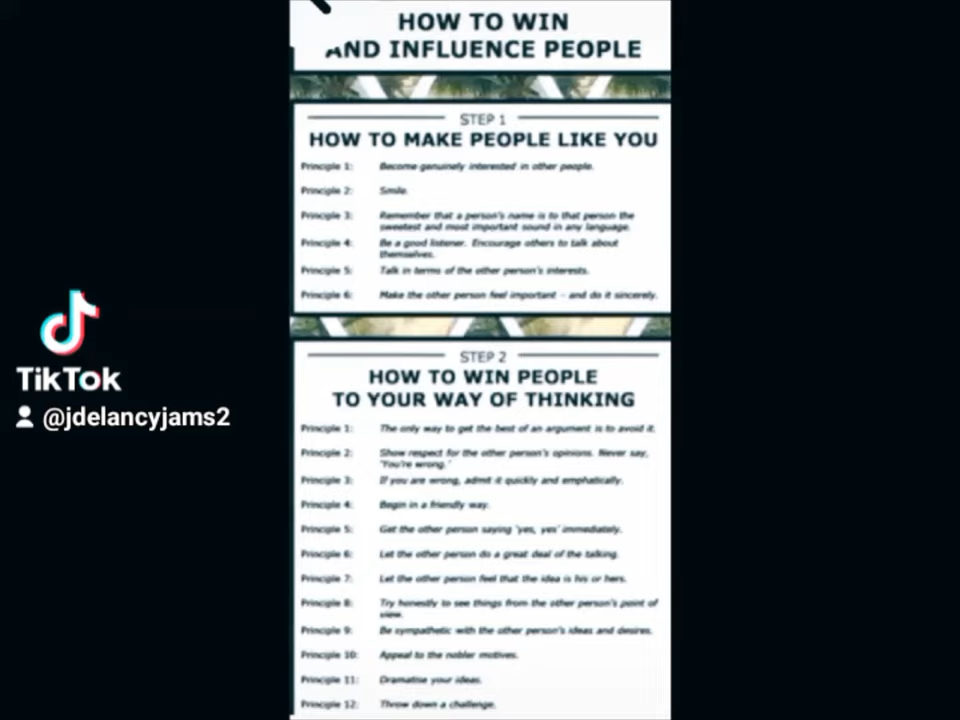 HOW TO WIN
AND INFLUENCE PEOPLE
STEP 1
HOW TO MAKE PEOPLE LIKE YOU
Principle 1: Become genuinely interested in other people.
Principle 2: Smile.
Principle 3: Remember that a person's name is to that person the
sweetest and most important sound in any language.
Principle 4: Be a good listener. Encourage others to talk about
themselves.
Principle 5: Talk in terms of the other person's interests.
Principle 6: Make the other person feel important - and do it sincerely.
STEP 2
HOW TO WIN PEOPLE
TO YOUR WAY OF THINKING
Principle 1: The only way to get the best of an argument is to avoid it.
Principle 2: Show respect for the other person's opinions. Never say,
'You're wrong.'
Principle 3: If you are wrong, admit it quickly and emphatically.
Principle 4: Begin in a friendly way.
Principle 5: Get the other person saying 'yes, yes' immediately.
Principle 6: Let the other person do a great deal of the talking.
Principle 7: Let the other person feel that the idea is his or hers.
Principle 8: Try honestly to see things from the other person's point of
view.
Principle 9: Be sympathetic with the other person's ideas and desires.
Principle 10: Appeal to the nobler motives.
Principle 11: Dramatise your ideas.
Principle 12: Throw down a challenge.
TikTok
@jdelancyjams2